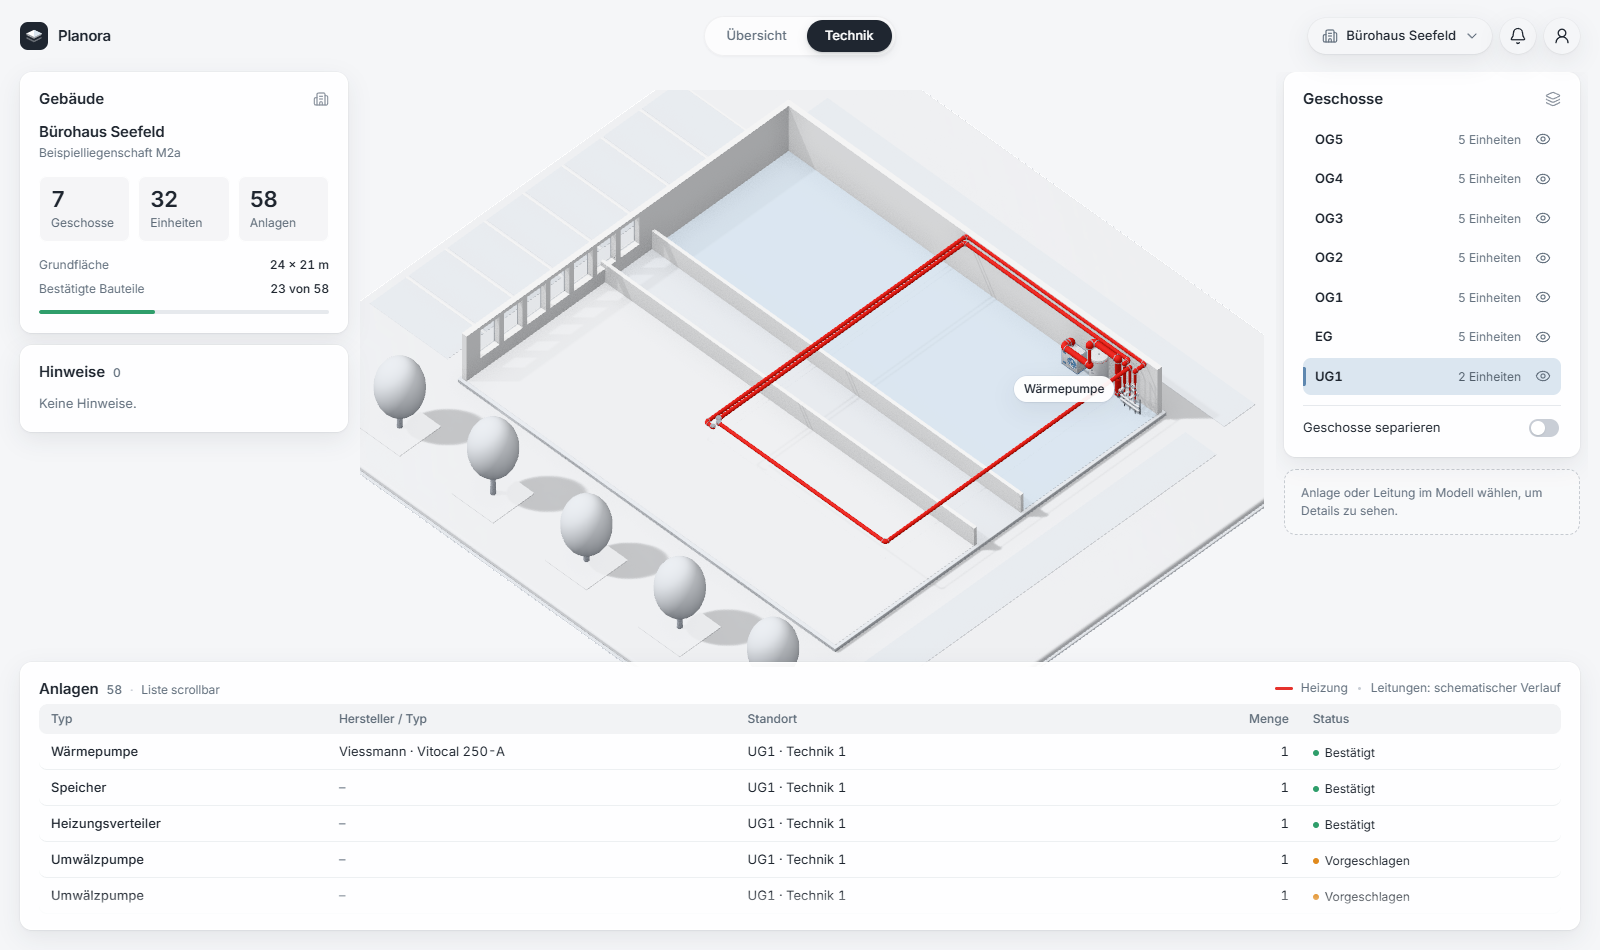 Planora
Übersicht
Technik
Bürohaus Seefeld
Gebäude
Bürohaus Seefeld
Beispielliegenschaft M2a
7
Geschosse
32
Einheiten
58
Anlagen
Grundfläche 24 × 21 m
Bestätigte Bauteile 23 von 58
Hinweise 0
Keine Hinweise.
Wärmepumpe
Geschosse
OG5 5 Einheiten
OG4 5 Einheiten
OG3 5 Einheiten
OG2 5 Einheiten
OG1 5 Einheiten
EG 5 Einheiten
UG1 2 Einheiten
Geschosse separieren
Anlage oder Leitung im Modell wählen, um
Details zu sehen.
Anlagen 58 · Liste scrollbar
Heizung • Leitungen: schematischer Verlauf
Typ Hersteller / Typ Standort Menge Status
Wärmepumpe Viessmann · Vitocal 250-A UG1 · Technik 1 1 Bestätigt
Speicher – UG1 · Technik 1 1 Bestätigt
Heizungsverteiler – UG1 · Technik 1 1 Bestätigt
Umwälzpumpe – UG1 · Technik 1 1 Vorgeschlagen
Umwälzpumpe – UG1 · Technik 1 1 Vorgeschlagen